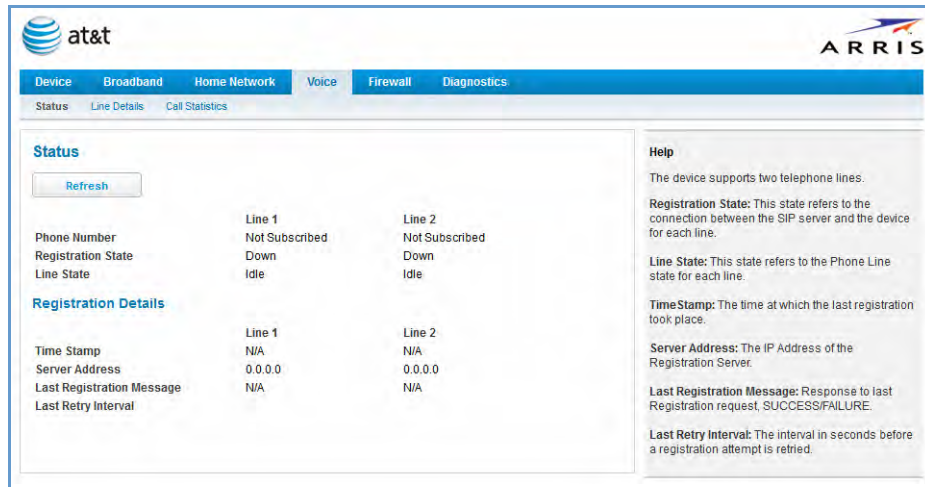 at&t
ARRIS
Device Broadband Home Network Voice Firewall Diagnostics
Status Line Details Call Statistics
Status
Refresh
Line 1 Line 2
Phone Number Not Subscribed Not Subscribed
Registration State Down Down
Line State Idle Idle
Registration Details
Line 1 Line 2
Time Stamp N/A N/A
Server Address 0.0.0.0 0.0.0.0
Last Registration Message N/A N/A
Last Retry Interval
Help
The device supports two telephone lines.
Registration State: This state refers to the
connection between the SIP server and the device
for each line.
Line State: This state refers to the Phone Line
state for each line.
TimeStamp: The time at which the last registration
took place.
Server Address: The IP Address of the
Registration Server.
Last Registration Message: Response to last
Registration request, SUCCESS/FAILURE.
Last Retry Interval: The interval in seconds before
a registration attempt is retried.